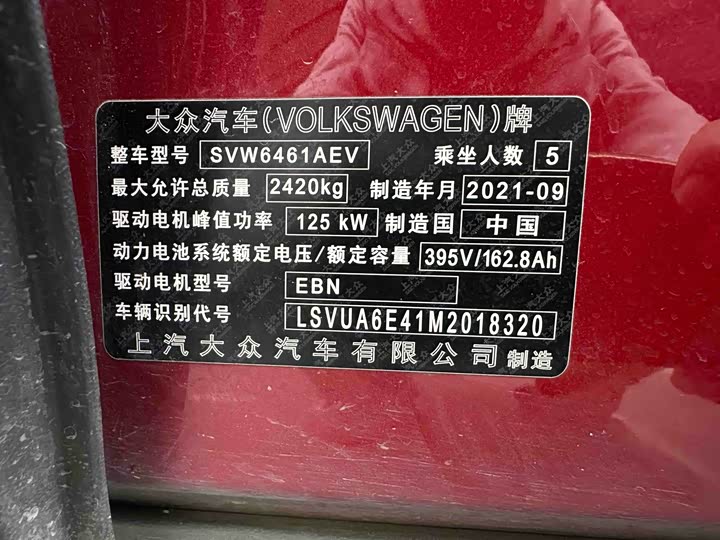 大众汽车(VOLKSWAGEN)牌
整车型号 SVW6461AEV 乘坐人数 5
最大允许总质量 2420kg 制造年月 2021-09
驱动电机峰值功率 125 kW 制造国 中国
动力电池系统额定电压/额定容量 395V/162.8Ah
驱动电机型号 EBN
车辆识别代号 LSVUA6E41M2018320
上汽大众汽车有限公司 制造